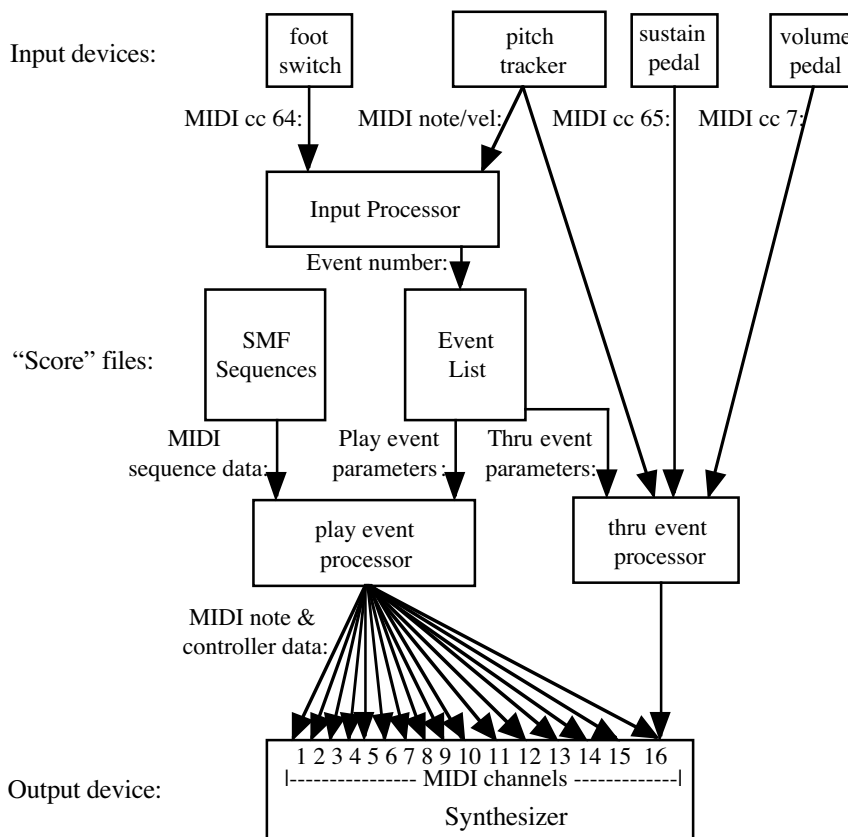 Input devices:
foot
switch
pitch
tracker
sustain
pedal
volume
pedal
MIDI cc 64:
MIDI note/vel:
MIDI cc 65:
MIDI cc 7:
Input Processor
Event number:
“Score” files:
SMF
Sequences
Event
List
MIDI
sequence data:
Play event
parameters:
Thru event
parameters:
play event
processor
thru event
processor
MIDI note &
controller data:
1 2 3 4 5 6 7 8 9 10 11 12 13 14 15 16
|---------------- MIDI channels -------------|
Output device:
Synthesizer